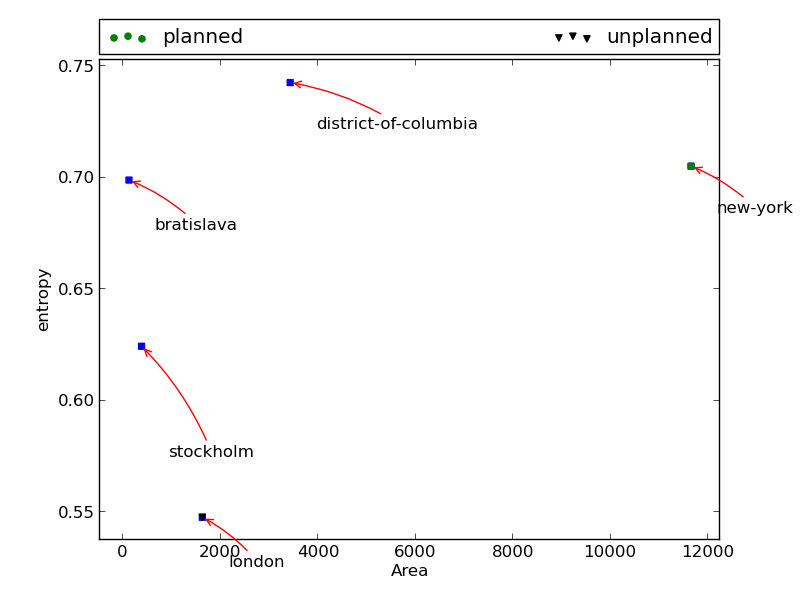 planned unplanned
0.75
district-of-columbia
0.70
new-york
bratislava
0.65
entropy
0.60
stockholm
0.55
london
0 2000 4000 6000 8000 10000 12000
Area